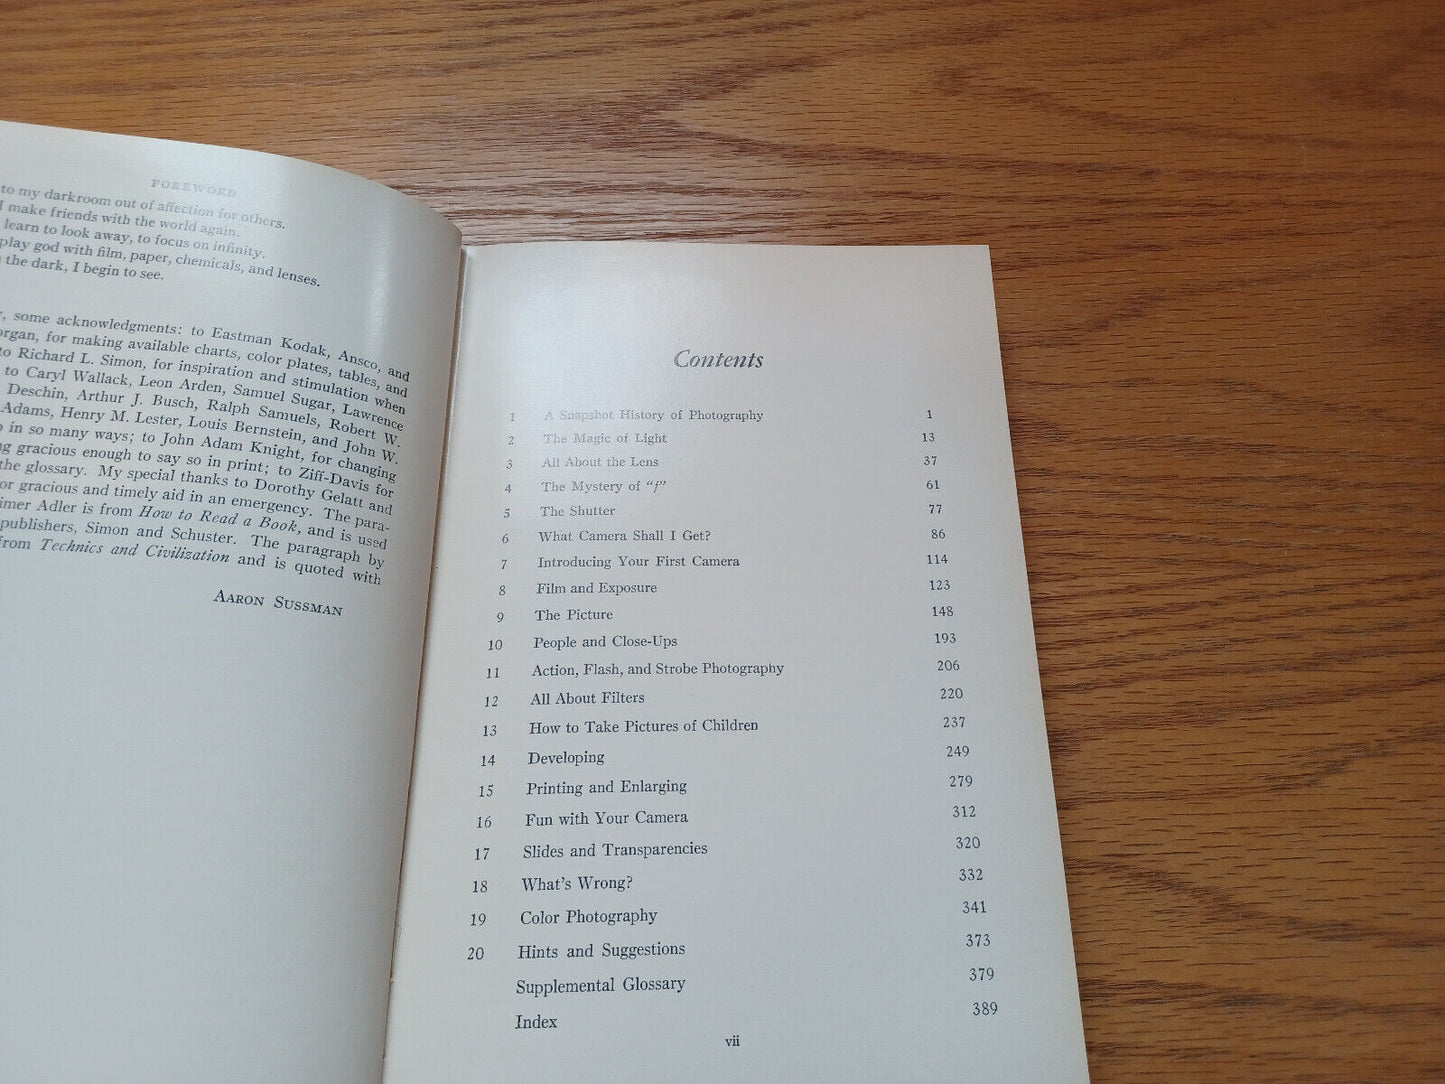 FOREWORD
to my darkroom out of affection for others.
I make friends with the world again.
learn to look away, to focus on infinity.
play god with film, paper, chemicals, and lenses.
the dark, I begin to see.
some acknowledgments: to Eastman Kodak, Ansco, and
organ, for making available charts, color plates, tables, and
to Richard L. Simon, for inspiration and stimulation when
to Caryl Wallack, Leon Arden, Samuel Sugar, Lawrence
Deschin, Arthur J. Busch, Ralph Samuels, Robert W.
Adams, Henry M. Lester, Louis Bernstein, and John W.
in so many ways; to John Adam Knight, for changing
ng gracious enough to say so in print; to Ziff-Davis for
the glossary. My special thanks to Dorothy Gelatt and
or gracious and timely aid in an emergency. The para-
imer Adler is from How to Read a Book, and is used
publishers, Simon and Schuster. The paragraph by
from Technics and Civilization and is quoted with
AARON SUSSMAN
Contents
1 A Snapshot History of Photography 1
2 The Magic of Light 13
3 All About the Lens 37
4 The Mystery of "f" 61
5 The Shutter 77
6 What Camera Shall I Get? 86
7 Introducing Your First Camera 114
8 Film and Exposure 123
9 The Picture 148
10 People and Close-Ups 193
11 Action, Flash, and Strobe Photography 206
12 All About Filters 220
13 How to Take Pictures of Children 237
14 Developing 249
15 Printing and Enlarging 279
16 Fun with Your Camera 312
17 Slides and Transparencies 320
18 What's Wrong? 332
19 Color Photography 341
20 Hints and Suggestions 373
Supplemental Glossary 379
Index 389
vii